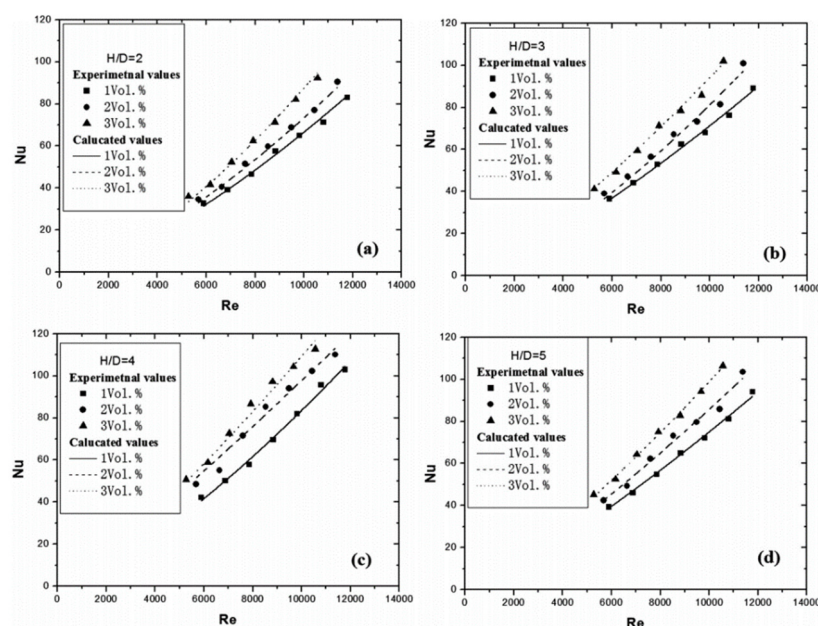 H/D=2
Experimetnal values
1Vol.%
2Vol.%
3Vol.%
Calucated values
1Vol.%
2Vol.%
3Vol.%
120
100
80
60
40
20
0
Nu
0 2000 4000 6000 8000 10000 12000 14000
Re
(a)
H/D=3
Experimetnal values
1Vol.%
2Vol.%
3Vol.%
Calucated values
1Vol.%
2Vol.%
3Vol.%
120
100
80
60
40
20
0
Nu
0 2000 4000 6000 8000 10000 12000 14000
Re
(b)
H/D=4
Experimetnal values
1Vol.%
2Vol.%
3Vol.%
Calucated values
1Vol.%
2Vol.%
3Vol.%
120
100
80
60
40
20
0
Nu
0 2000 4000 6000 8000 10000 12000 14000
Re
(c)
H/D=5
Experimetnal values
1Vol.%
2Vol.%
3Vol.%
Calucated values
1Vol.%
2Vol.%
3Vol.%
120
100
80
60
40
20
0
Nu
0 2000 4000 6000 8000 10000 12000 14000
Re
(d)